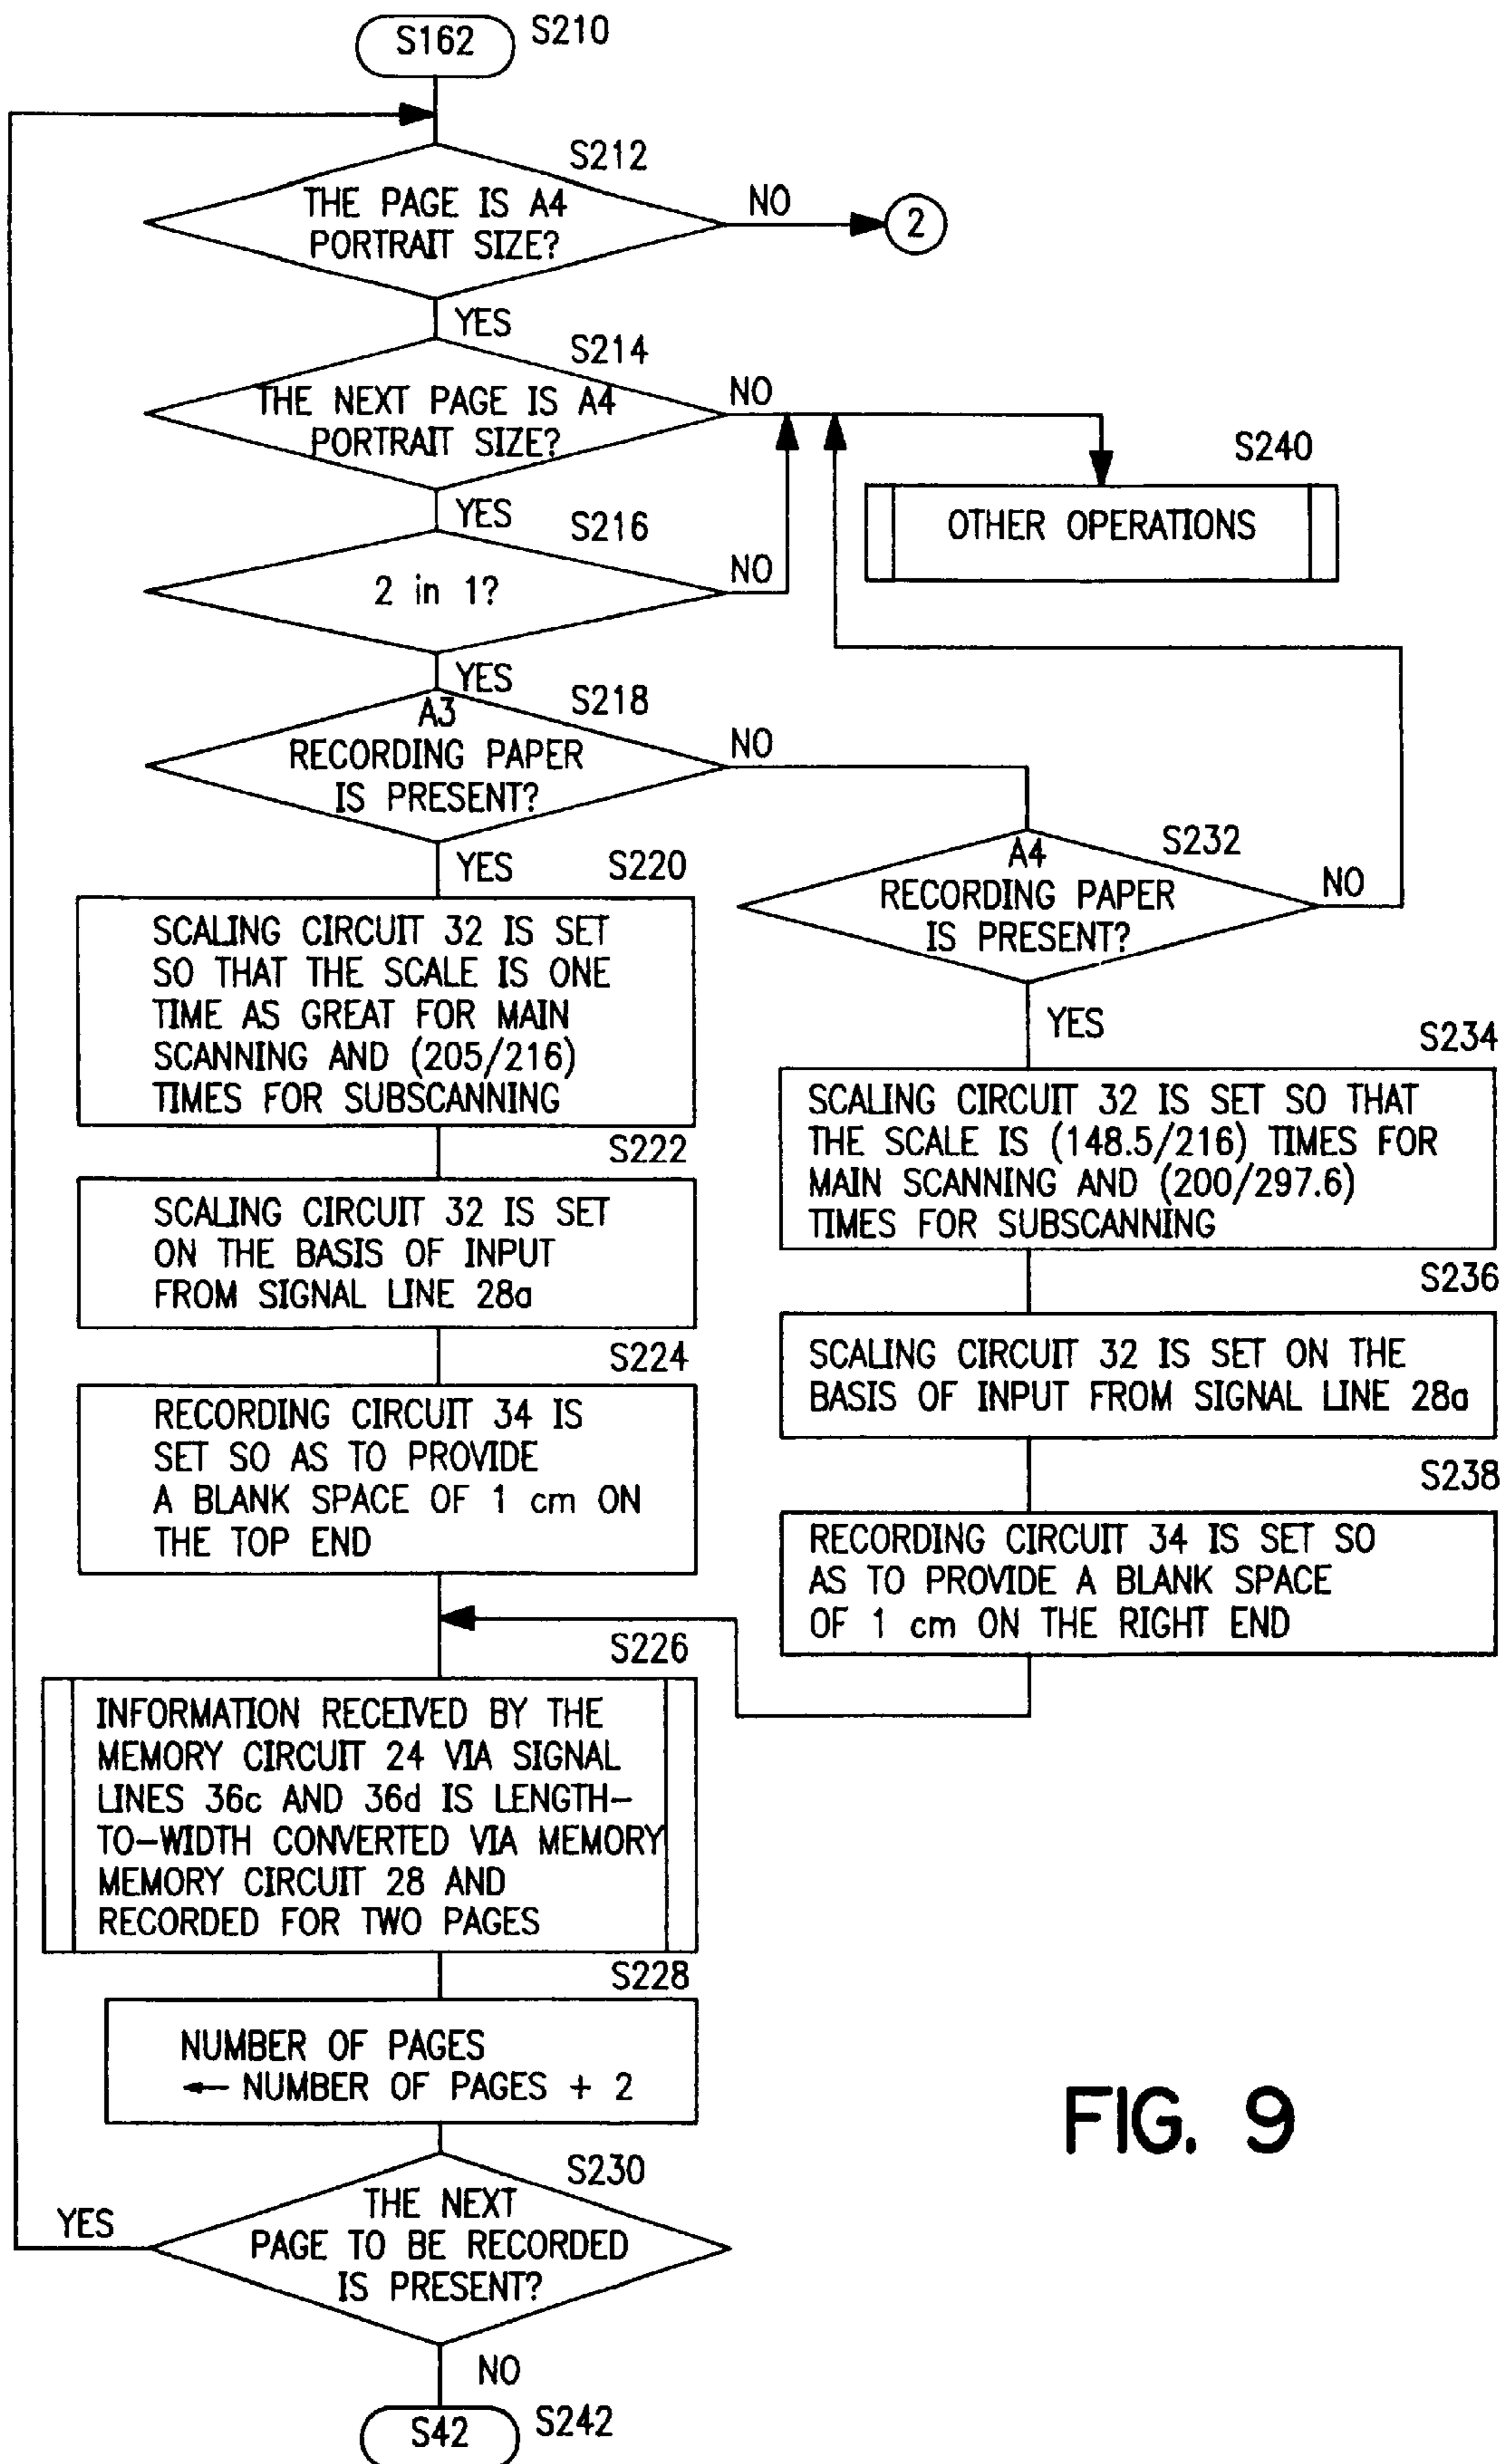 S162
S210
S212
THE PAGE IS A4
PORTRAIT SIZE?
NO
2
YES
S214
THE NEXT PAGE IS A4
PORTRAIT SIZE?
NO
S240
OTHER OPERATIONS
YES
S216
2 in 1?
NO
YES
S218
A3
RECORDING PAPER
IS PRESENT?
NO
S232
A4
RECORDING PAPER
IS PRESENT?
NO
YES
S220
SCALING CIRCUIT 32 IS SET
SO THAT THE SCALE IS ONE
TIME AS GREAT FOR MAIN
SCANNING AND (205/216)
TIMES FOR SUBSCANNING
YES
S234
SCALING CIRCUIT 32 IS SET SO THAT
THE SCALE IS (148.5/216) TIMES FOR
MAIN SCANNING AND (200/297.6)
TIMES FOR SUBSCANNING
S222
SCALING CIRCUIT 32 IS SET
ON THE BASIS OF INPUT
FROM SIGNAL LINE 28a
S236
SCALING CIRCUIT 32 IS SET ON THE
BASIS OF INPUT FROM SIGNAL LINE 28a
S224
RECORDING CIRCUIT 34 IS
SET SO AS TO PROVIDE
A BLANK SPACE OF 1 cm ON
THE TOP END
S238
RECORDING CIRCUIT 34 IS SET SO
AS TO PROVIDE A BLANK SPACE
OF 1 cm ON THE RIGHT END
S226
INFORMATION RECEIVED BY THE
MEMORY CIRCUIT 24 VIA SIGNAL
LINES 36c AND 36d IS LENGTH-
TO-WIDTH CONVERTED VIA MEMORY
MEMORY CIRCUIT 28 AND
RECORDED FOR TWO PAGES
S228
NUMBER OF PAGES
← NUMBER OF PAGES + 2
S230
THE NEXT
PAGE TO BE RECORDED
IS PRESENT?
YES
NO
S42
S242
FIG. 9